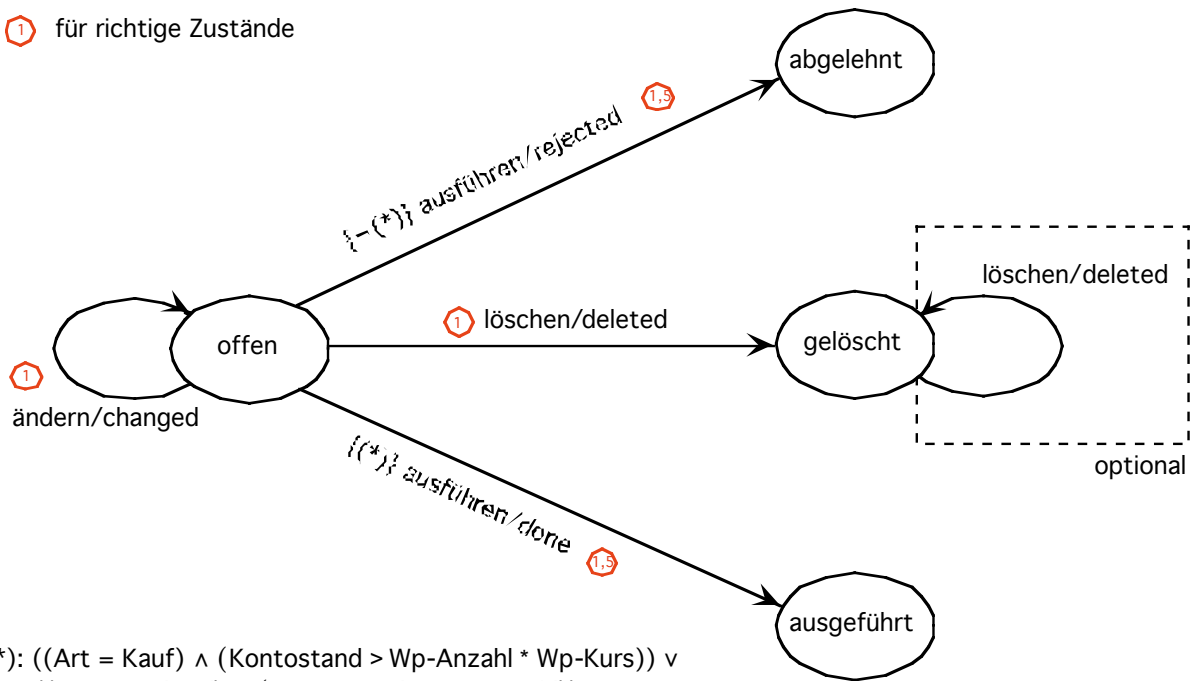 1 für richtige Zustände
abgelehnt
1,5
{¬(*)} ausführen/rejected
löschen/deleted
1 löschen/deleted
offen
gelöscht
1
ändern/changed
optional
{(*)} ausführen/done
1,5
ausgeführt
*): ((Art = Kauf) ∧ (Kontostand > Wp-Anzahl * Wp-Kurs)) ∨